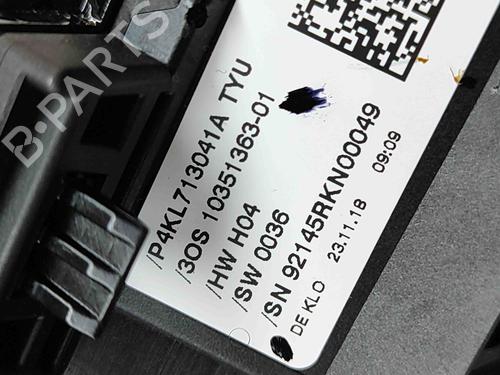 B-PARTS
/P4KL713041A TYU
/3OS 10351363-01
/HW H04
/SW 0036
/SN 92145RKN00049
DE KLO 23.11.18 09:09